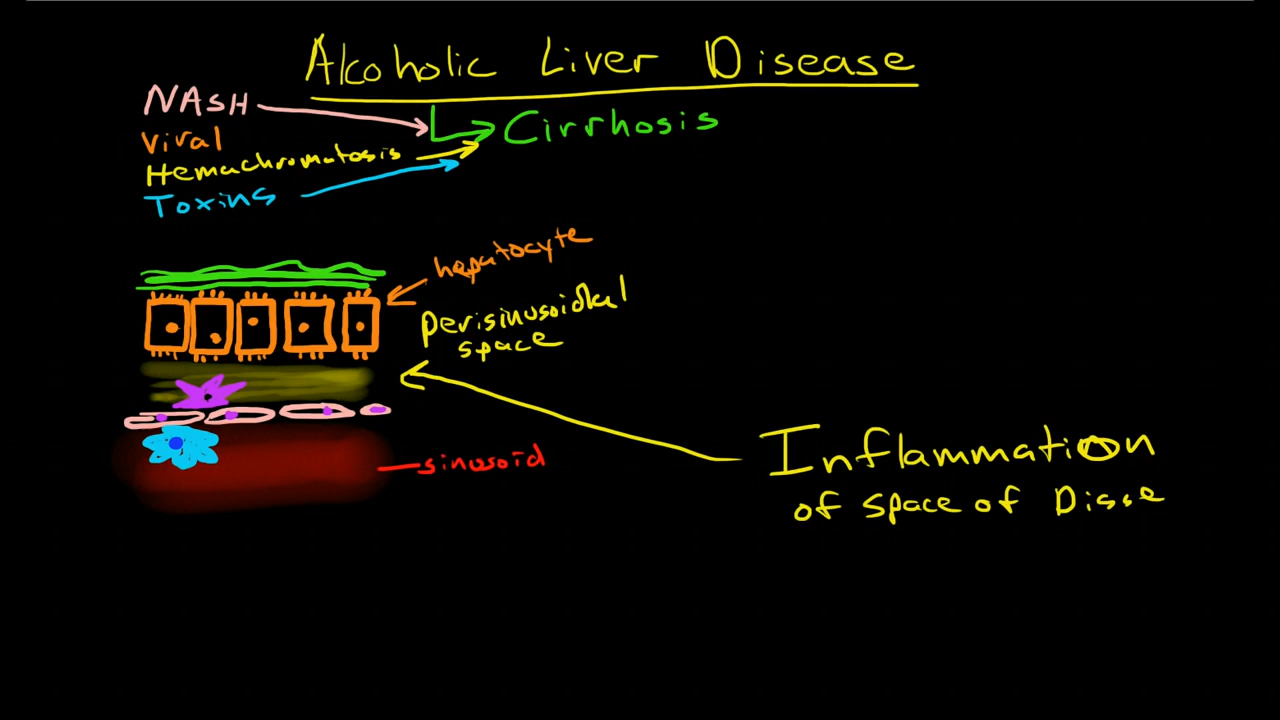 Alcoholic Liver Disease
NASH
Cirrhosis
Viral
Hemachromatosis
Toxins
hepatocyte
perisinusoidal
space
Inflammation
sinusoid
of space of Disse